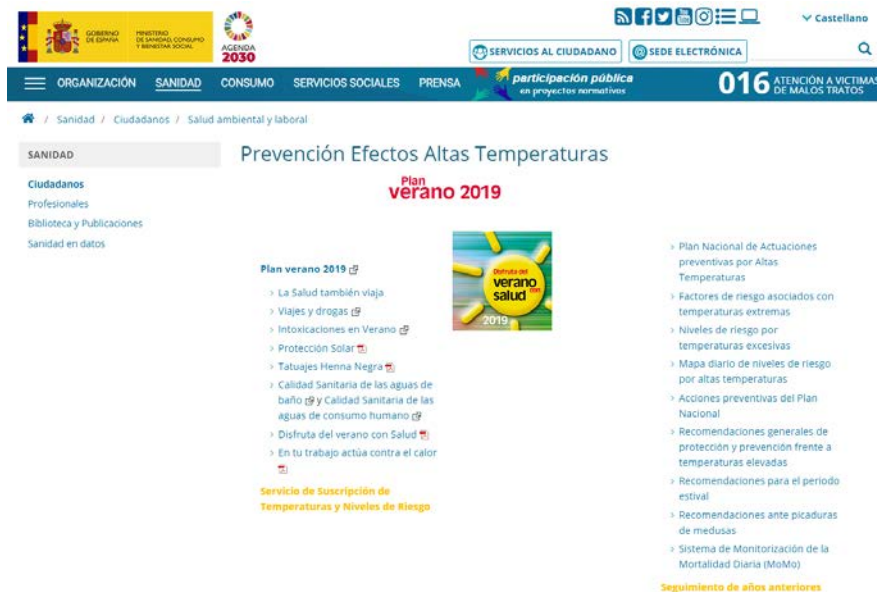 GOBIERNO
DE ESPAÑA
MINISTERIO
DE SANIDAD, CONSUMO
Y BIENESTAR SOCIAL
AGENDA
2030
Castellano
SERVICIOS AL CIUDADANO
SEDE ELECTRÓNICA
ORGANIZACIÓN SANIDAD CONSUMO SERVICIOS SOCIALES PRENSA
participación pública
en proyectos normativos
016 ATENCIÓN A VICTIMAS
DE MALOS TRATOS
/ Sanidad / Ciudadanos / Salud ambiental y laboral
SANIDAD
Ciudadanos
Profesionales
Biblioteca y Publicaciones
Sanidad en datos
Prevención Efectos Altas Temperaturas
Plan
verano 2019
Plan verano 2019
> La Salud también viaja
> Viajes y drogas
> Intoxicaciones en Verano
> Protección Solar
> Tatuajes Henna Negra
> Calidad Sanitaria de las aguas de
baño y Calidad Sanitaria de las
aguas de consumo humano
> Disfruta del verano con Salud
> En tu trabajo actúa contra el calor
Servicio de Suscripción de
Temperaturas y Niveles de Riesgo
Disfruta del
verano
con
salud
2019
> Plan Nacional de Actuaciones
preventivas por Altas
Temperaturas
> Factores de riesgo asociados con
temperaturas extremas
> Niveles de riesgo por
temperaturas excesivas
> Mapa diario de niveles de riesgo
por altas temperaturas
> Acciones preventivas del Plan
Nacional
> Recomendaciones generales de
protección y prevención frente a
temperaturas elevadas
> Recomendaciones para el periodo
estival
> Recomendaciones ante picaduras
de medusas
> Sistema de Monitorización de la
Mortalidad Diaria (MoMo)
Seguimiento de años anteriores